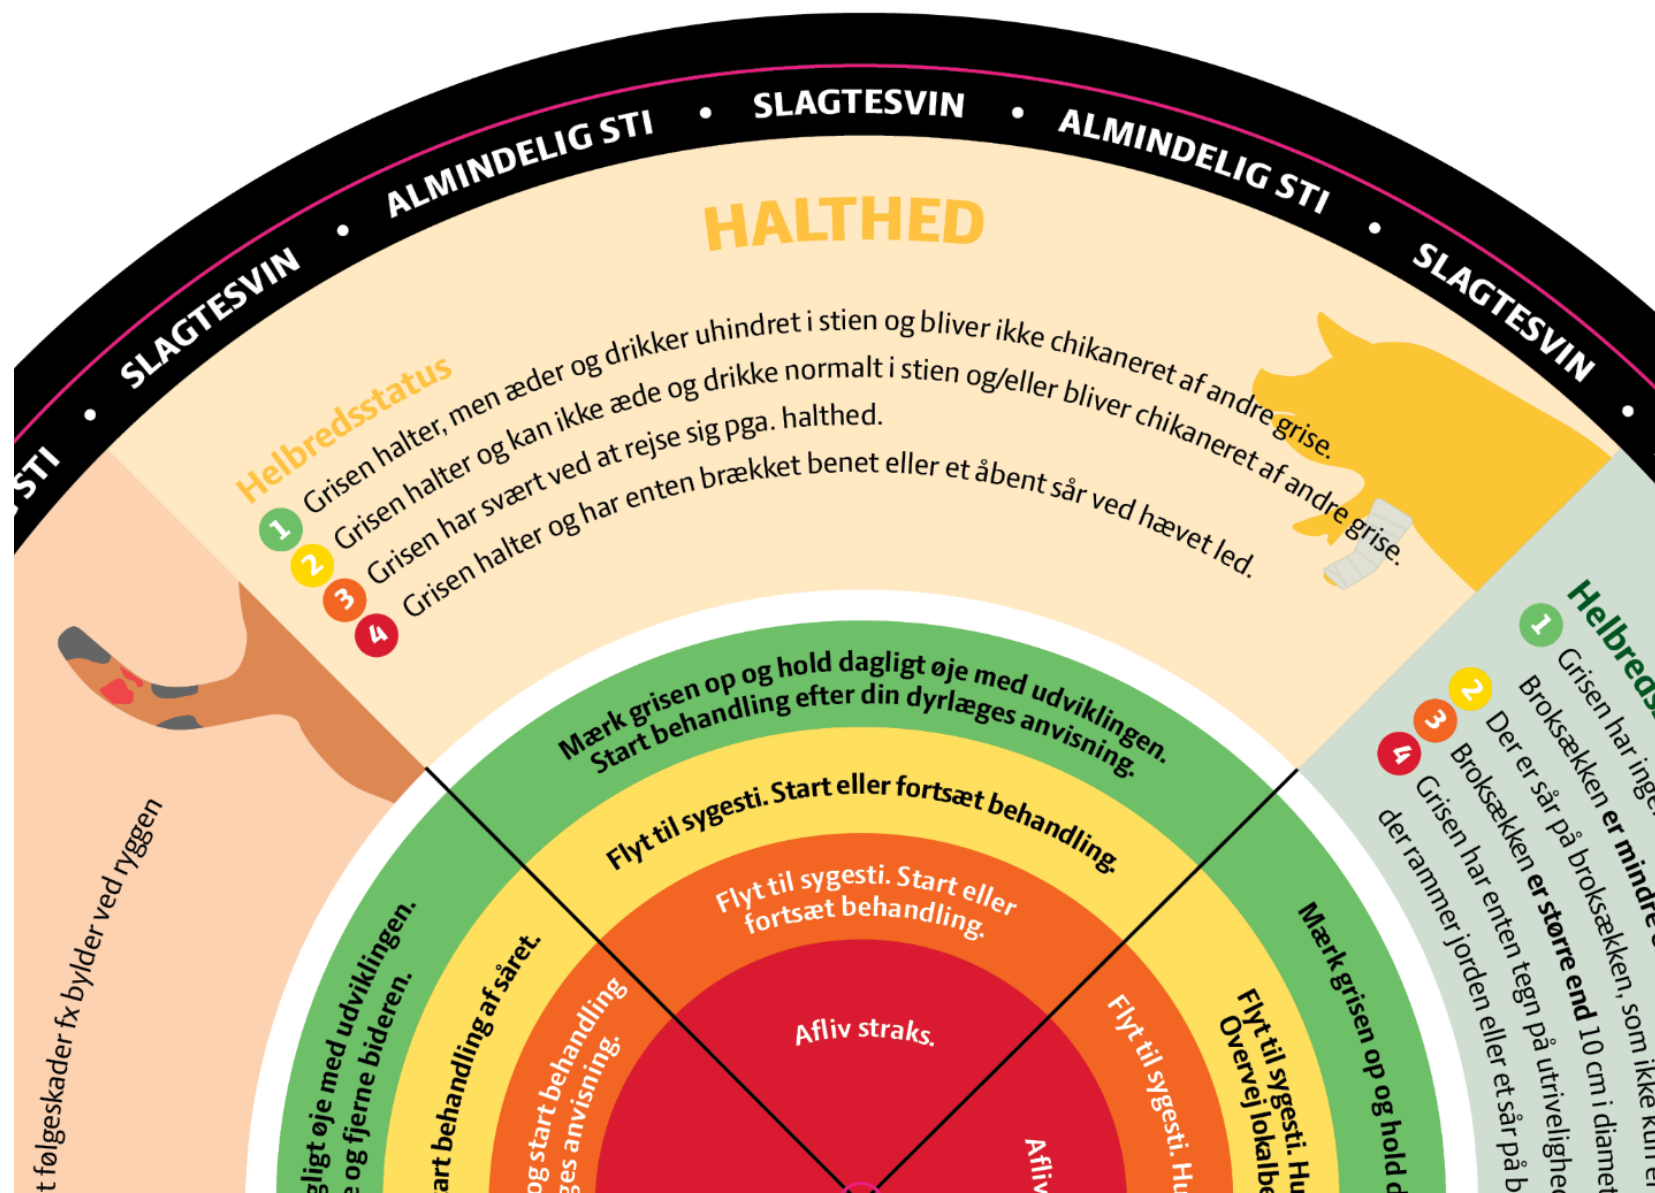 STI • SLAGTESVIN • ALMINDELIG STI • SLAGTESVIN • ALMINDELIG STI • SLAGTESVIN •
HALTHED
Helbredsstatus
1 Grisen halter, men æder og drikker uhindret i stien og bliver ikke chikaneret af andre grise.
2 Grisen halter og kan ikke æde og drikke normalt i stien og/eller bliver chikaneret af andre grise.
3 Grisen har svært ved at rejse sig pga. halthed.
4 Grisen halter og har enten brækket benet eller et åbent sår ved hævet led.
Mærk grisen op og hold dagligt øje med udviklingen.
Start behandling efter din dyrlæges anvisning.
Flyt til sygesti. Start eller fortsæt behandling.
Flyt til sygesti. Start eller
fortsæt behandling.
Afliv straks.
følgeskader fx bylder ved ryggen
øje med udviklingen.
og fjerne bideren.
behandling af såret.
og start behandling
anvisning.
1 Grisen har
Broksækken er mindre
2 Der er sår på broksækken, som ikke
3 Broksækken er større end 10 cm i
4 Grisen har enten tegn på
der rammer jorden eller et sår på
Mærk grisen op og hold
Flyt til sygesti.
Overvej
Flyt til sygesti.
Afliv